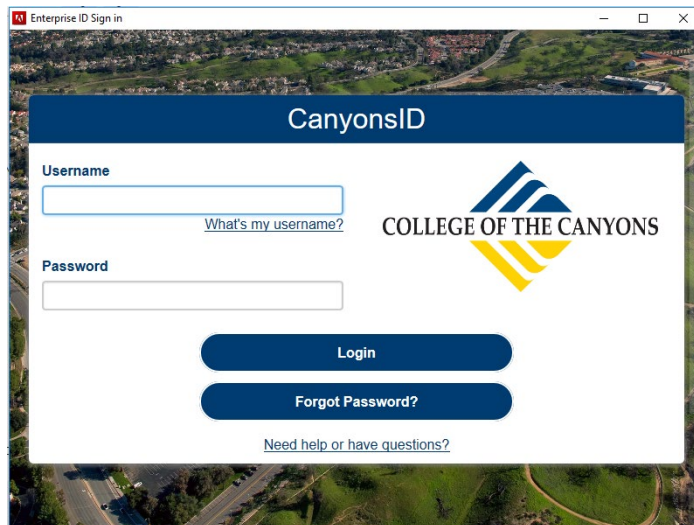 Enterprise ID Sign in
CanyonsID
Username
What's my username?
COLLEGE OF THE CANYONS
Password
Login
Forgot Password?
Need help or have questions?